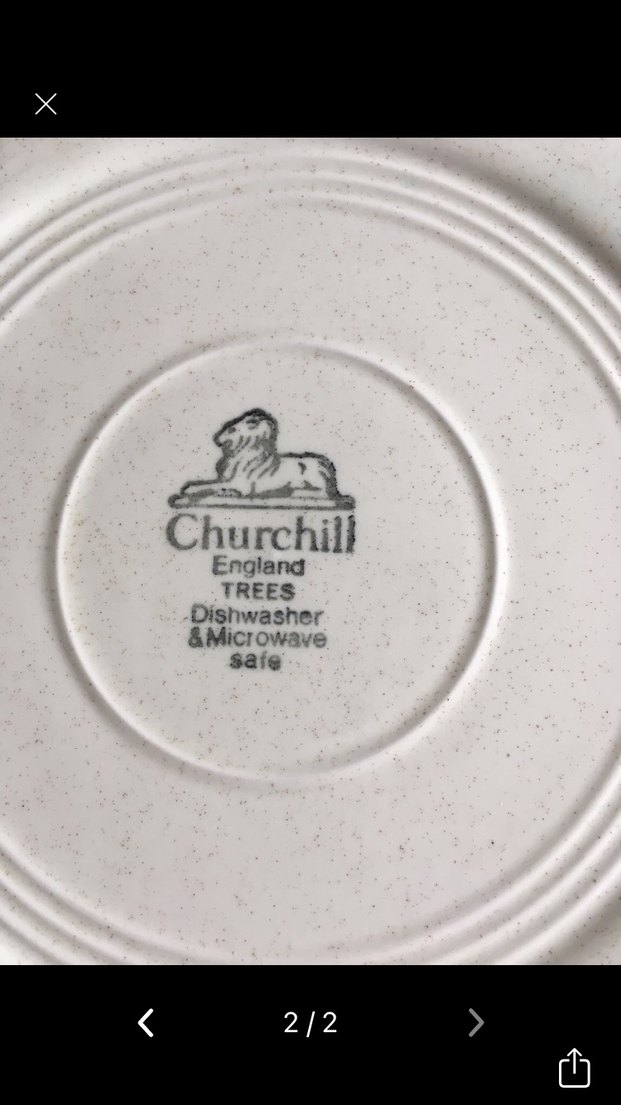 Churchill
England
TREES
Dishwasher
&Microwave
safe
2/2